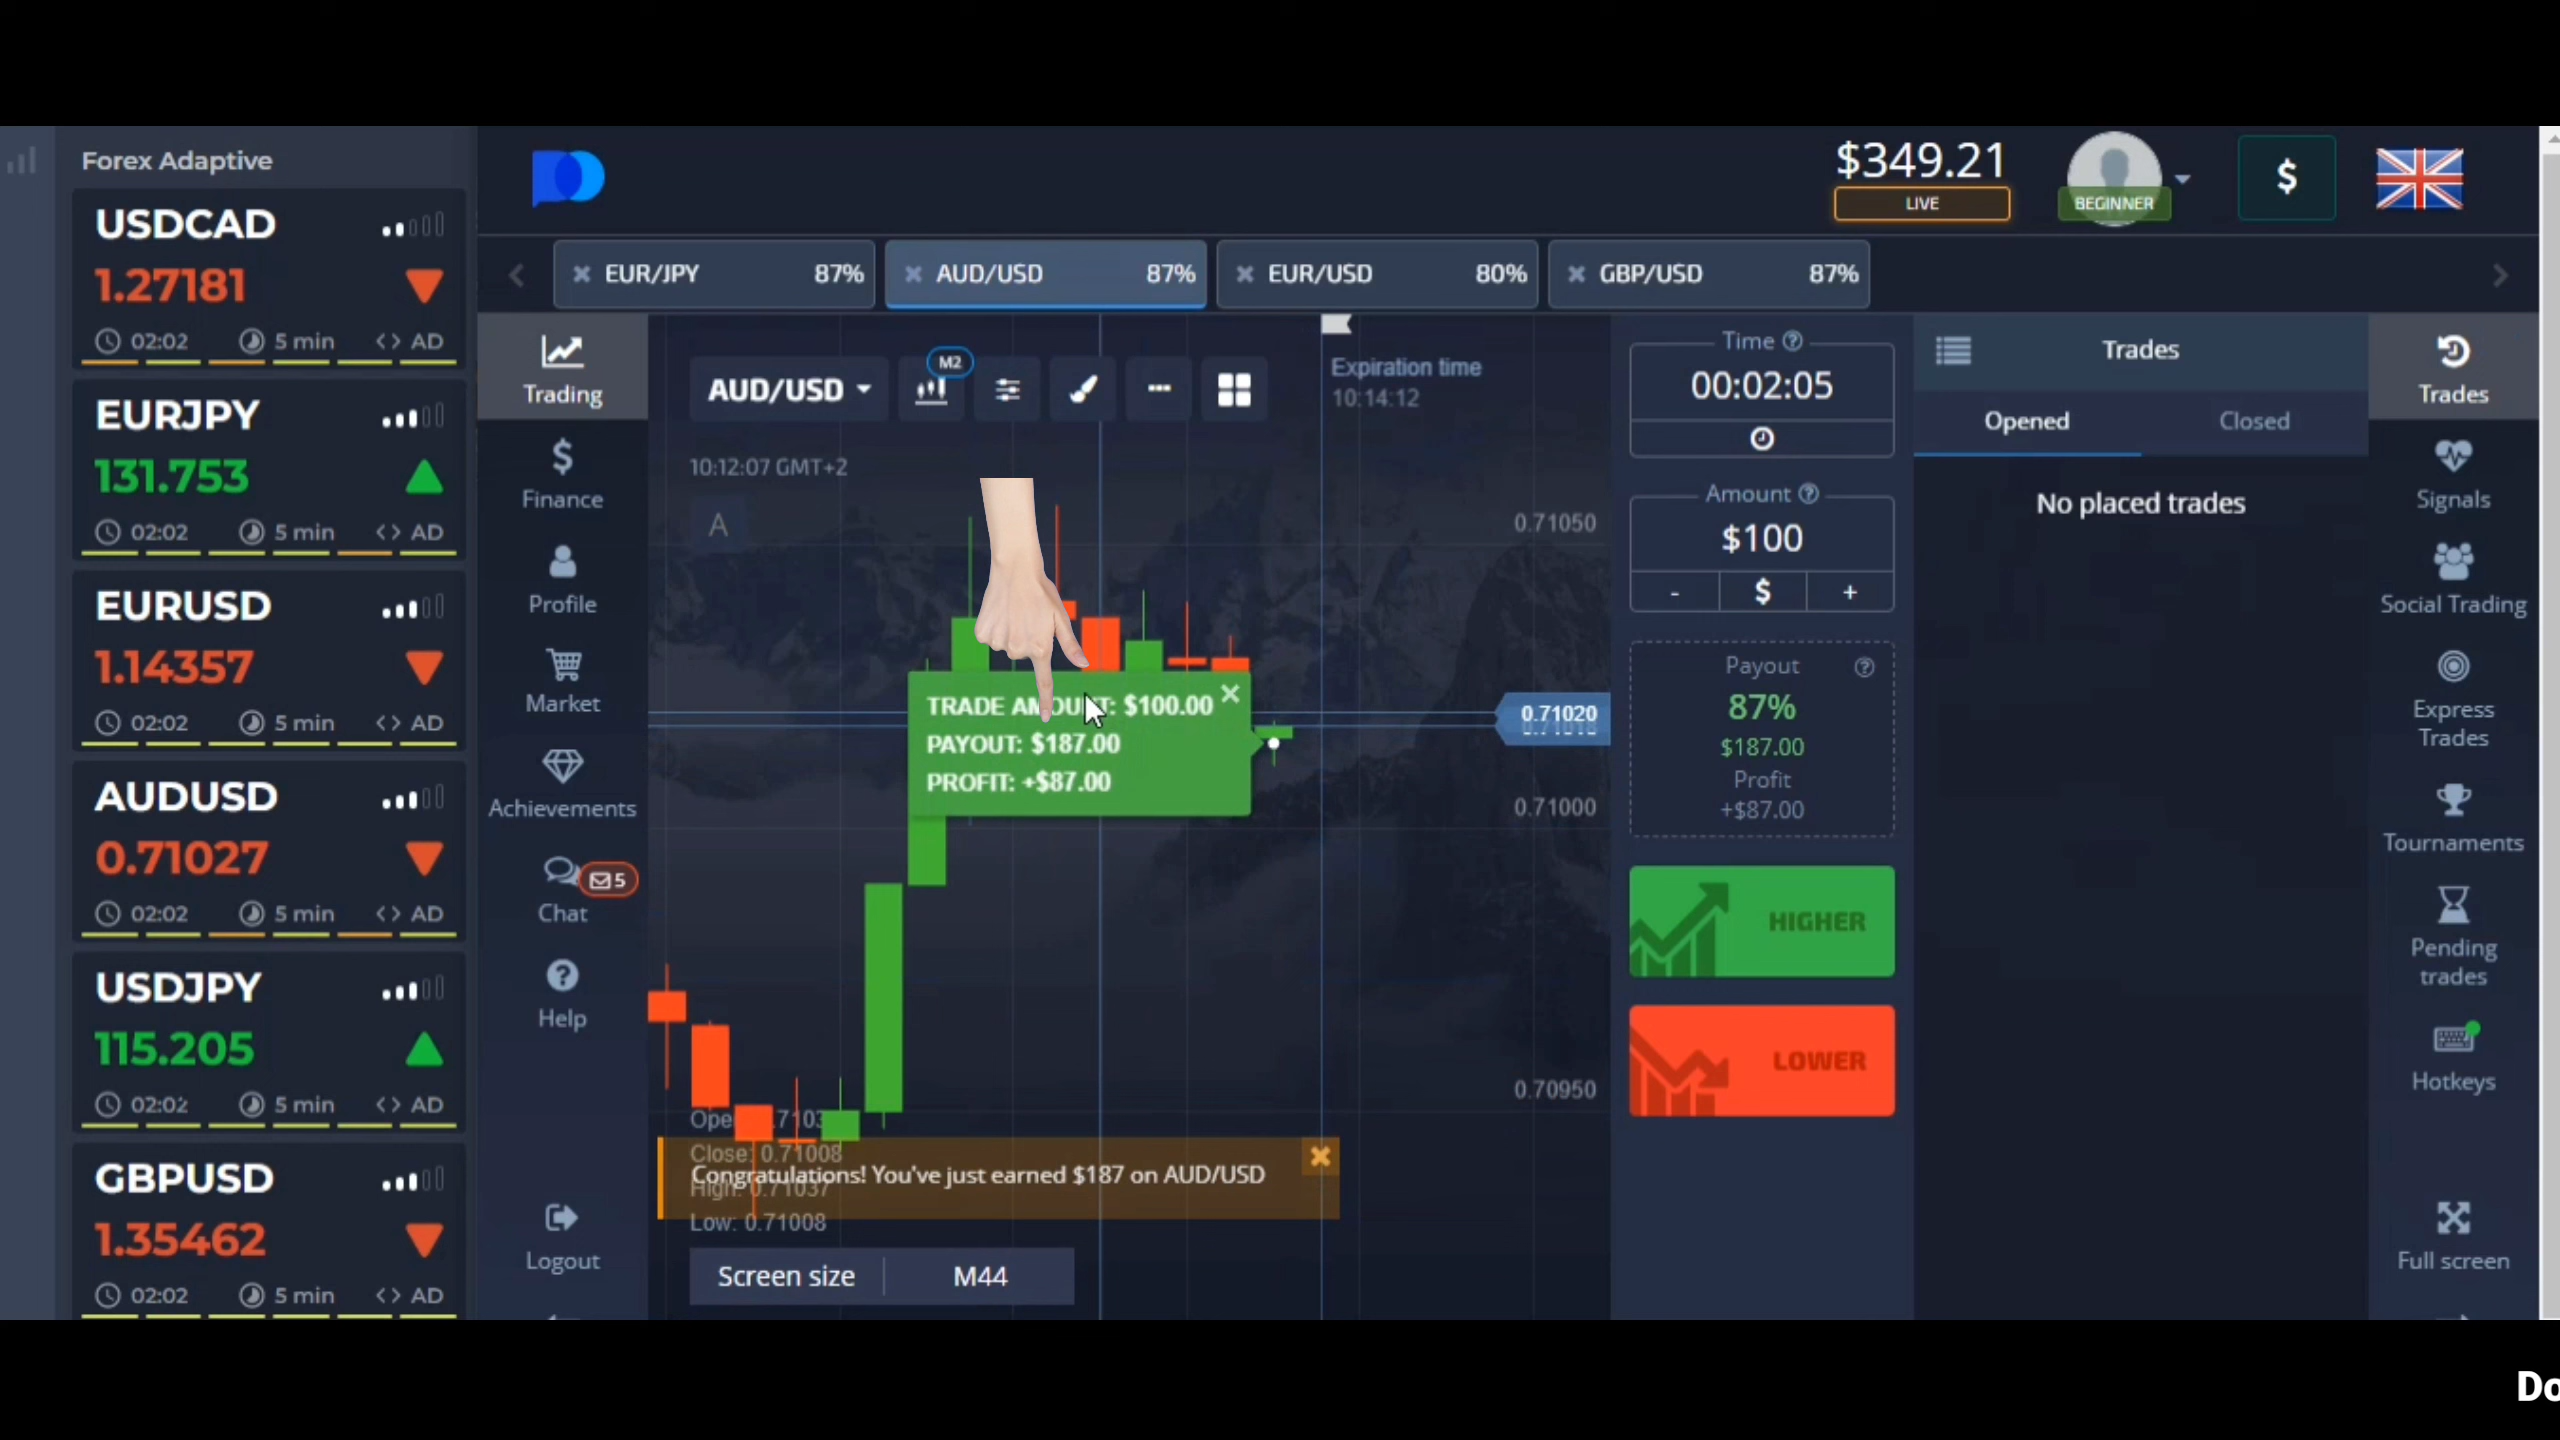 Forex Adaptive
USDCAD
1.27181
02:02 5 min <> AD
EURJPY
131.753
02:02 5 min <> AD
EURUSD
1.14357
02:02 5 min <> AD
AUDUSD
0.71027
02:02 5 min <> AD
USDJPY
115.205
02:02 5 min <> AD
GBPUSD
1.35462
02:02 5 min <> AD
$349.21
LIVE
BEGINNER
$
EUR/JPY 87%
AUD/USD 87%
EUR/USD 80%
GBP/USD 87%
Trading
Finance
Profile
Market
Achievements
5
Chat
Help
Logout
AUD/USD
M2
10:12:07 GMT+2
A
Expiration time
10:14:12
0.71050
0.71020
0.71000
0.70950
TRADE AMOUNT: $100.00
PAYOUT: $187.00
PROFIT: +$87.00
Close: 0.71008
Congratulations! You've just earned $187 on AUD/USD
High: 0.71037
Low: 0.71008
Screen size M44
Time
00:02:05
Amount
$100
- $ +
Payout
87%
$187.00
Profit
+$87.00
HIGHER
LOWER
Trades
Opened Closed
No placed trades
Trades
Signals
Social Trading
Express
Trades
Tournaments
Pending
trades
Hotkeys
Full screen
Do